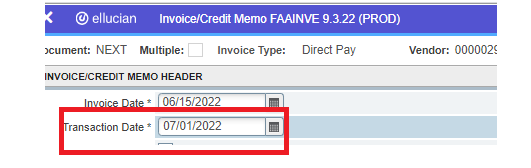 ellucian Invoice/Credit Memo FAAINVE 9.3.22 (PROD)
ocument: NEXT Multiple: Invoice Type: Direct Pay Vendor: 0000029
INVOICE/CREDIT MEMO HEADER
Invoice Date * 06/15/2022
Transaction Date * 07/01/2022